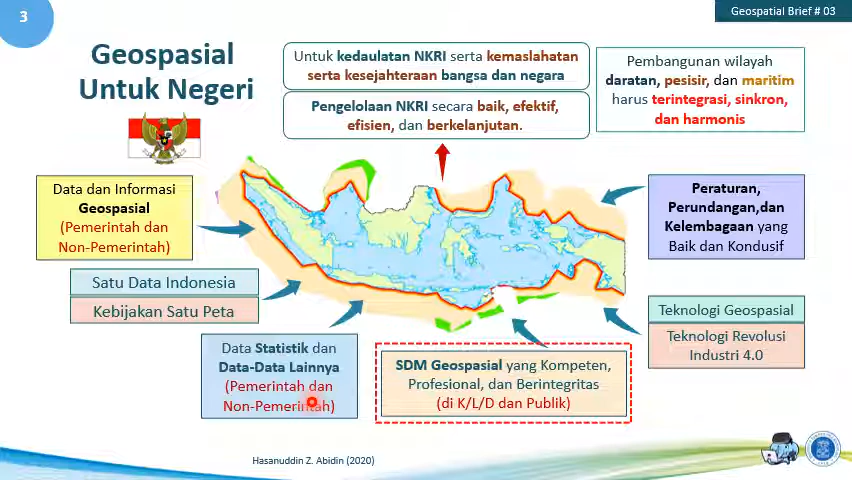 3
Geospatial Brief # 03
Geospasial
Untuk Negeri
Untuk kedaulatan NKRI serta kemaslahatan
serta kesejahteraan bangsa dan negara
Pengelolaan NKRI secara baik, efektif,
efisien, dan berkelanjutan.
Pembangunan wilayah
daratan, pesisir, dan maritim
harus terintegrasi, sinkron,
dan harmonis
Data dan Informasi
Geospasial
(Pemerintah dan
Non-Pemerintah)
Peraturan,
Perundangan,dan
Kelembagaan yang
Baik dan Kondusif
Satu Data Indonesia
Kebijakan Satu Peta
Teknologi Geospasial
Teknologi Revolusi
Industri 4.0
Data Statistik dan
Data-Data Lainnya
(Pemerintah dan
Non-Pemerintah)
SDM Geospasial yang Kompeten,
Profesional, dan Berintegritas
(di K/L/D dan Publik)
Hasanuddin Z. Abidin (2020)